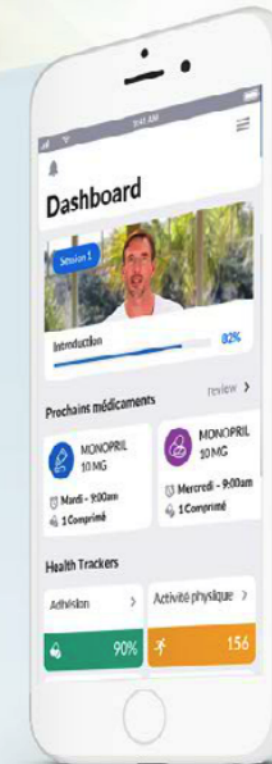 9:41 AM
Dashboard
Session 1
Introduction
82%
Prochains médicaments
review >
MONOPRIL
10 MG
Mardi - 9:00am
1 Comprimé
MONOPRIL
10 MG
Mercredi - 9:00am
1 Comprimé
Health Trackers
Adhésion >
90%
Activité physique >
156